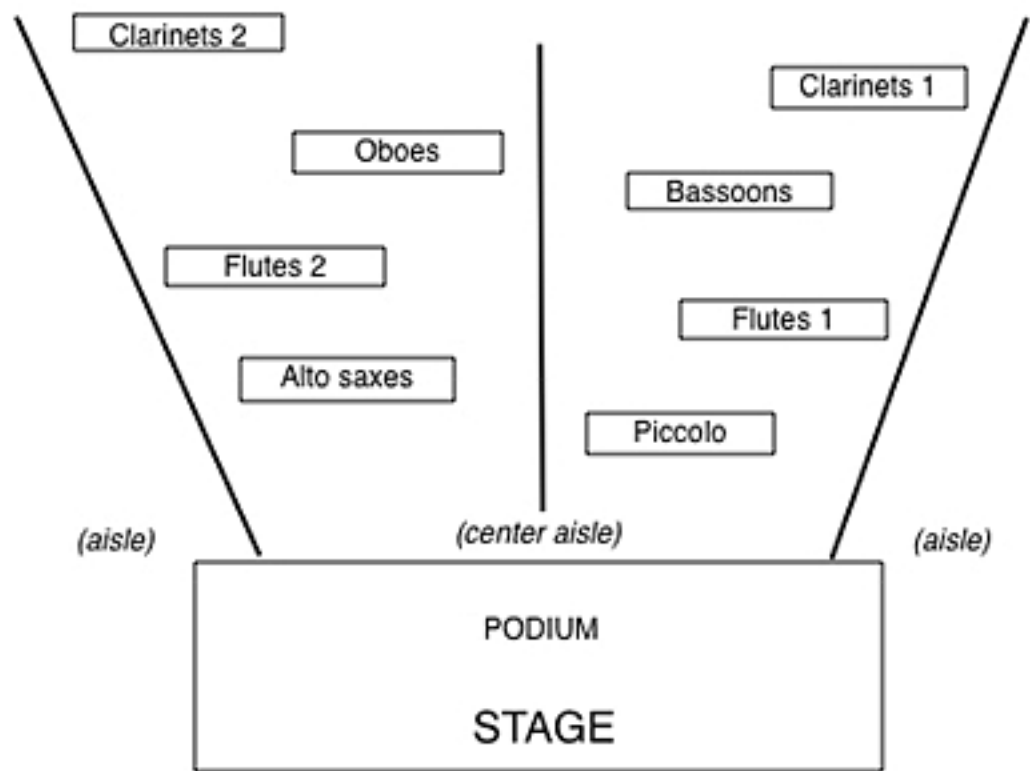 Clarinets 2
Clarinets 1
Oboes
Bassoons
Flutes 2
Flutes 1
Alto saxes
Piccolo
(aisle)
(center aisle)
(aisle)
PODIUM
STAGE